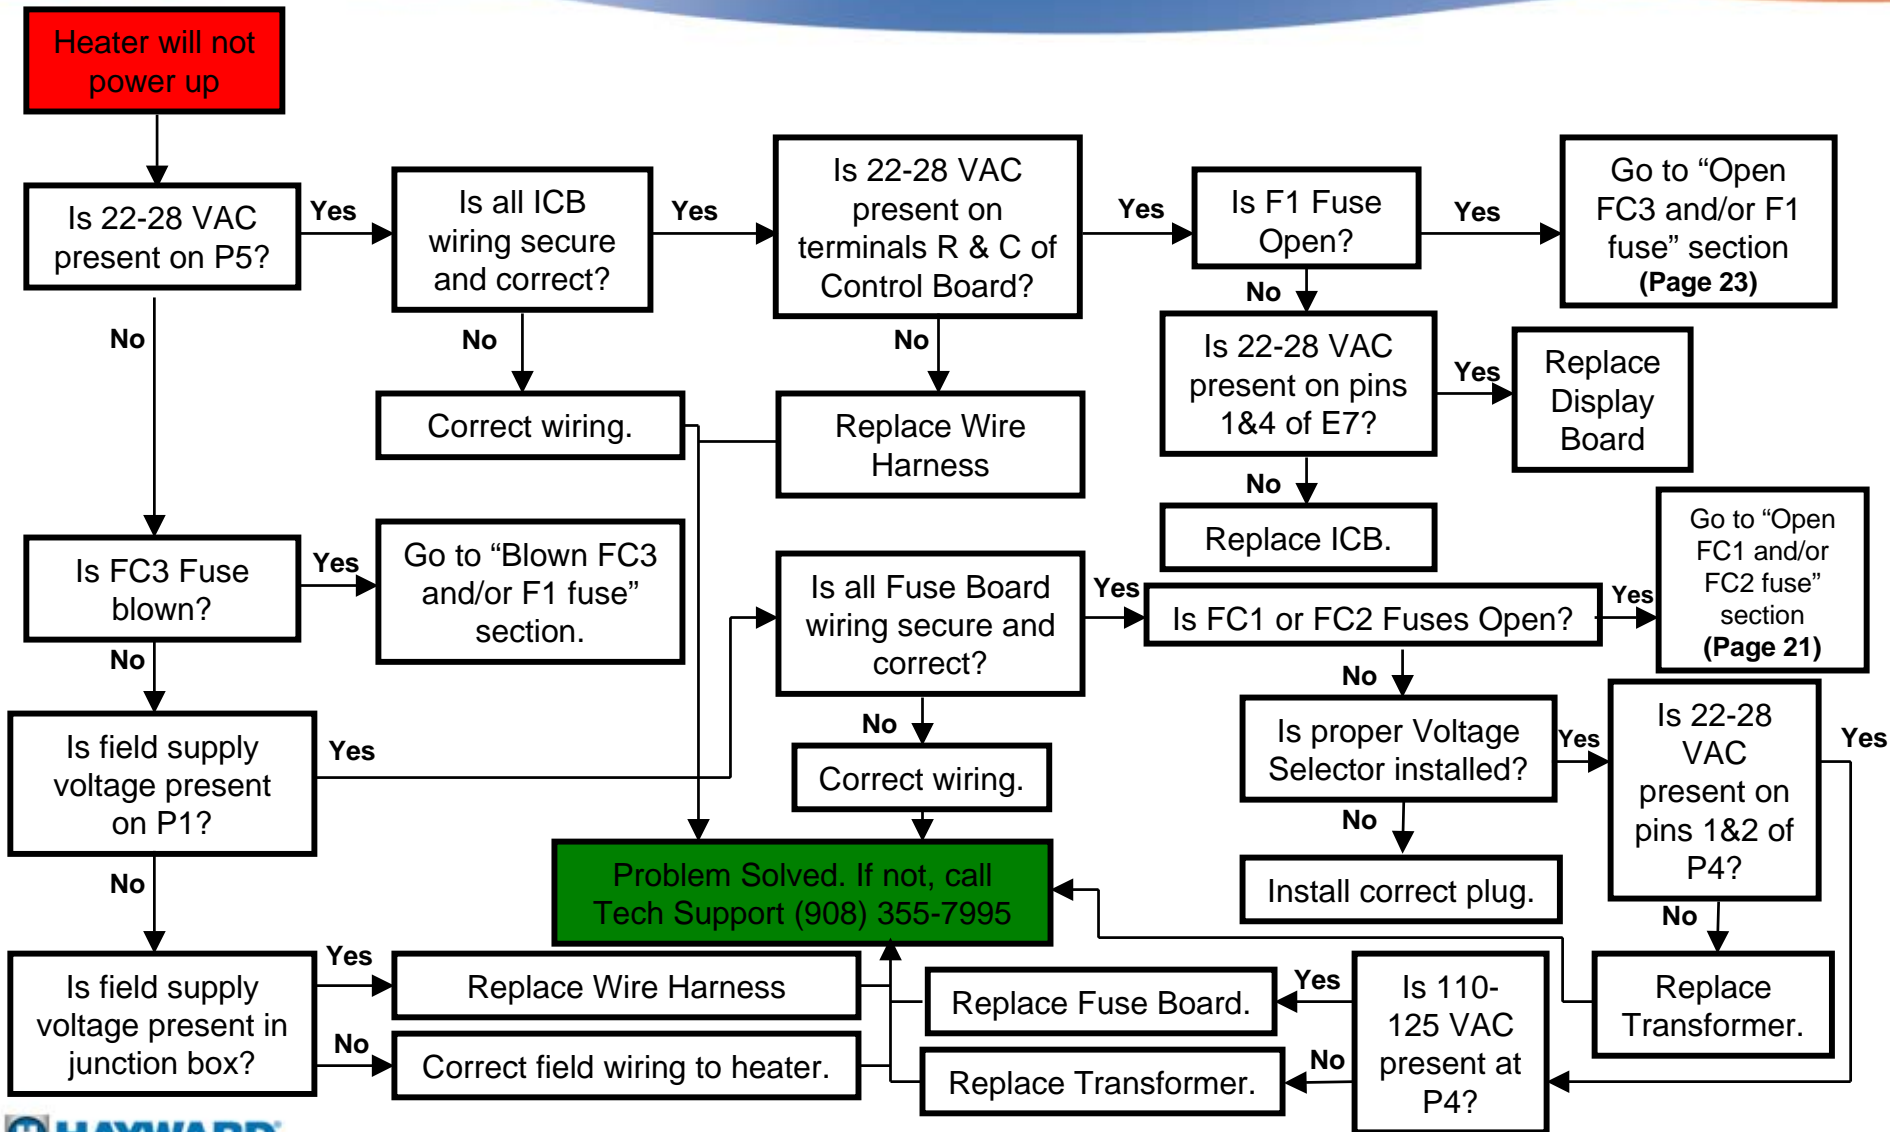 Heater will not
power up
Is 22-28 VAC
present on P5?
Yes
Is all ICB
wiring secure
and correct?
Yes
Is 22-28 VAC
present on
terminals R & C of
Control Board?
Yes
Is F1 Fuse
Open?
Yes
Go to “Open
FC3 and/or F1
fuse” section
(Page 23)
No
No
No
No
Correct wiring.
Replace Wire
Harness
Is 22-28 VAC
present on pins
1&4 of E7?
Yes
Replace
Display
Board
No
Replace ICB.
Is FC3 Fuse
blown?
Yes
Go to “Blown FC3
and/or F1 fuse”
section.
Is all Fuse Board
wiring secure and
correct?
Yes
Is FC1 or FC2 Fuses Open?
Yes
Go to “Open
FC1 and/or
FC2 fuse”
section
(Page 21)
No
No
No
Is field supply
voltage present
on P1?
Yes
Correct wiring.
Is proper Voltage
Selector installed?
Yes
Is 22-28
VAC
present on
pins 1&2 of
P4?
Yes
No
No
Install correct plug.
No
Problem Solved. If not, call
Tech Support (908) 355-7995
Is field supply
voltage present in
junction box?
Yes
Replace Wire Harness
No
Correct field wiring to heater.
Replace Fuse Board.
Yes
Replace Transformer.
No
Is 110-
125 VAC
present at
P4?
Replace
Transformer.
HAYWARD